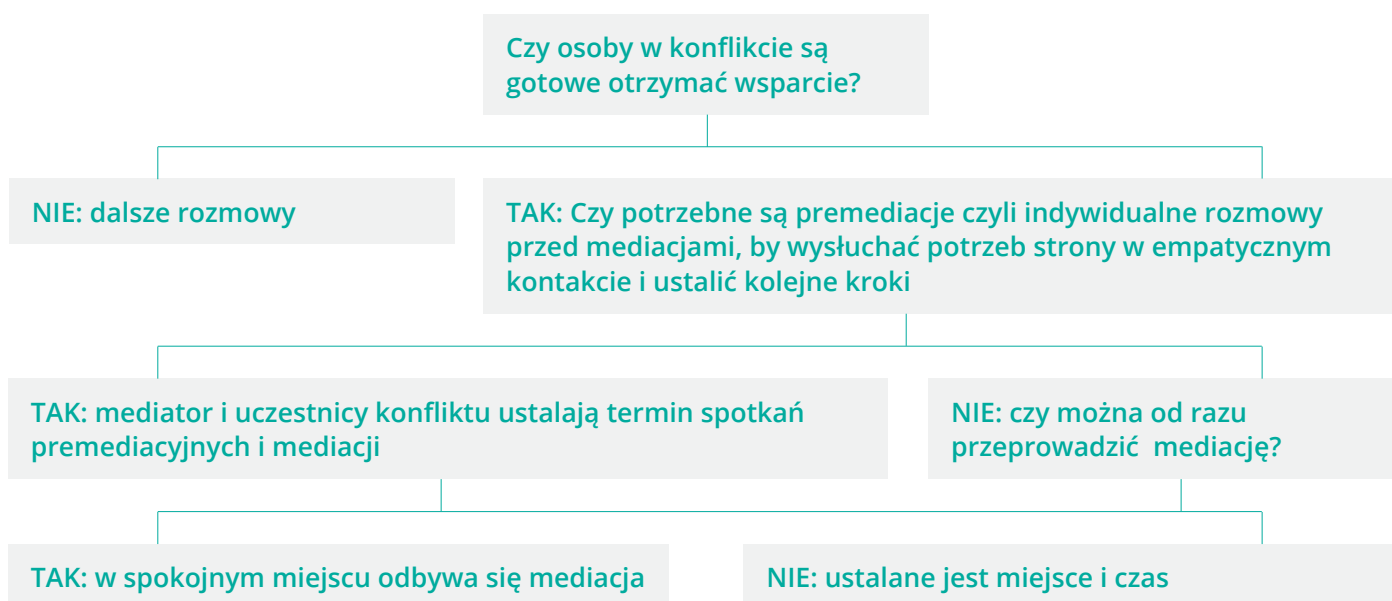 Czy osoby w konflikcie są
gotowe otrzymać wsparcie?
NIE: dalsze rozmowy
TAK: Czy potrzebne są premediacje czyli indywidualne rozmowy
przed mediacjami, by wysłuchać potrzeb strony w empatycznym
kontakcie i ustalić kolejne kroki
TAK: mediator i uczestnicy konfliktu ustalają termin spotkań
premediacyjnych i mediacji
NIE: czy można od razu
przeprowadzić mediację?
TAK: w spokojnym miejscu odbywa się mediacja
NIE: ustalane jest miejsce i czas